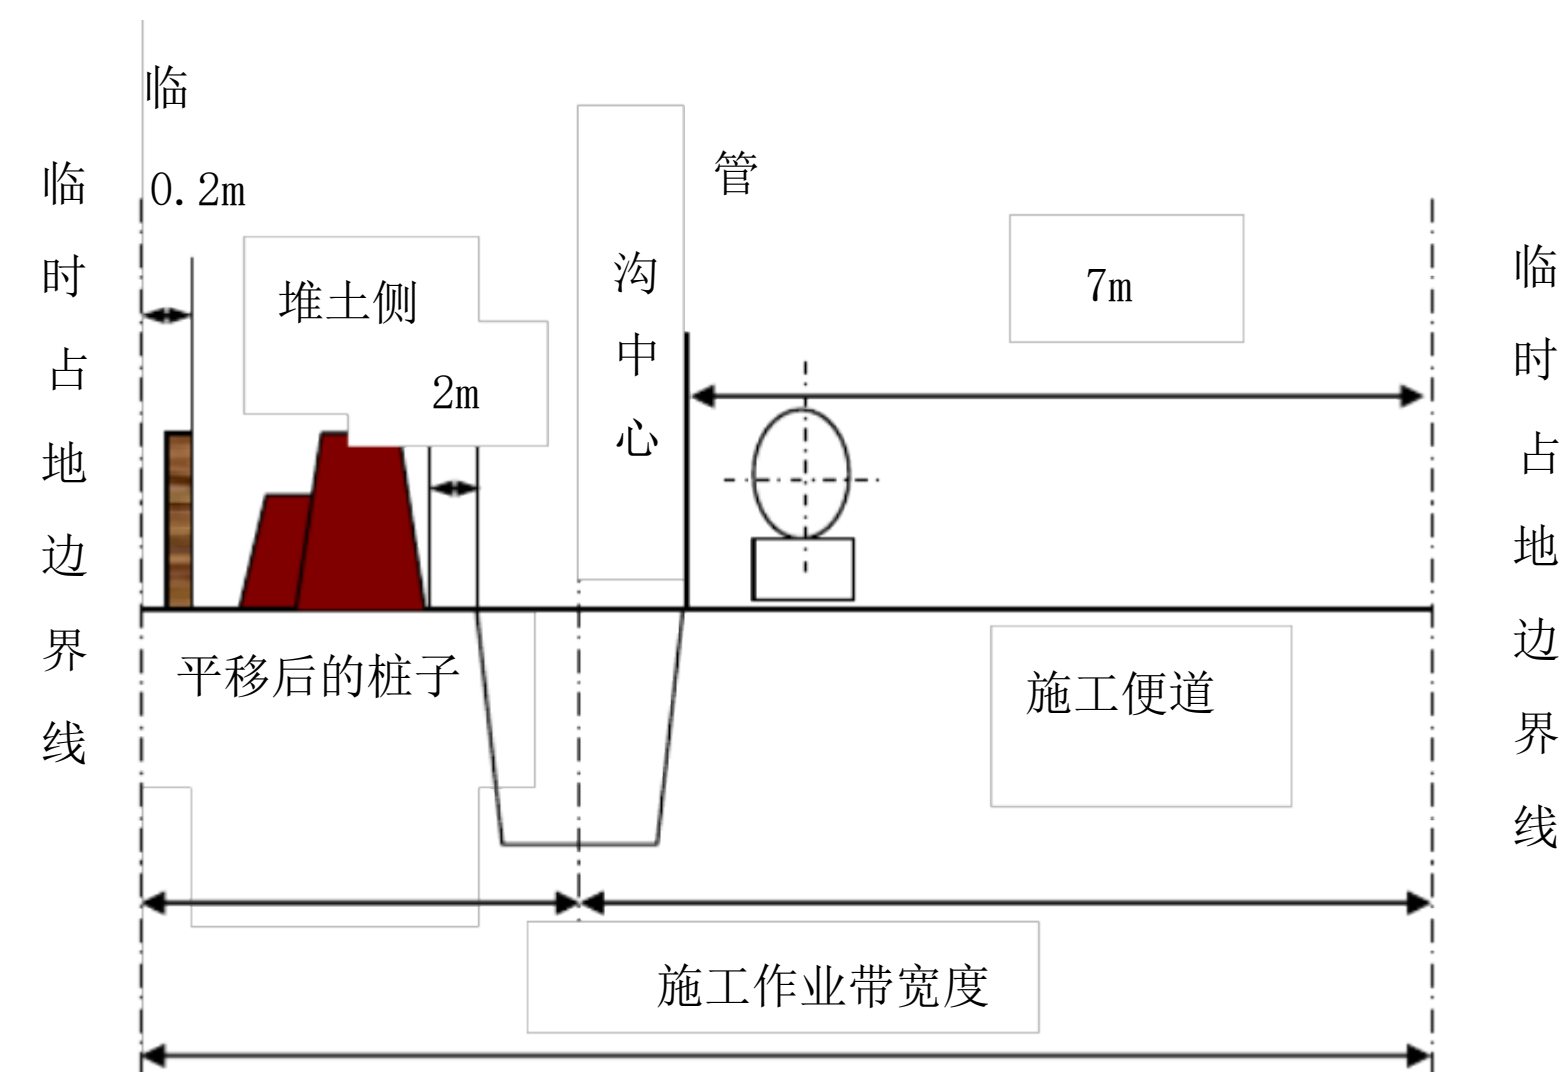 临
0.2m
临时占地边界线
堆土侧
2m
沟中心
管
7m
临时占地边界线
平移后的桩子
施工便道
施工作业带宽度